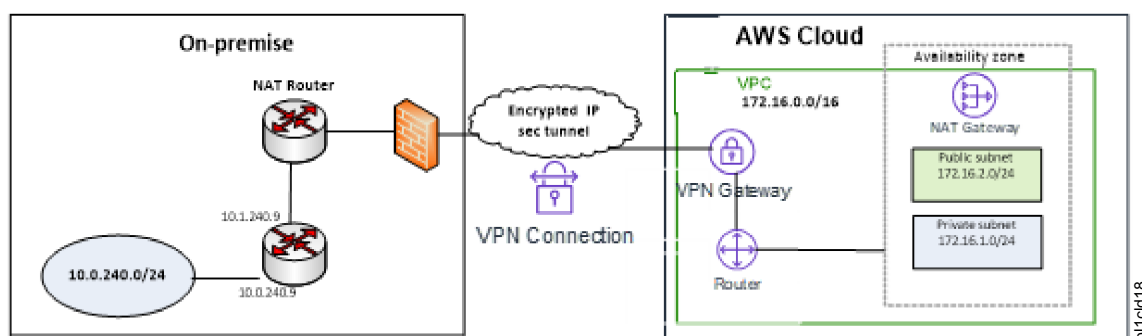 On-premise
NAT Router
10.1.240.9
10.0.240.0/24
10.0.240.9
Encrypted IP
sec tunnel
VPN Connection
AWS Cloud
VPC
172.16.0.0/16
VPN Gateway
Router
Availability zone
NAT Gateway
Public subnet
172.16.2.0/24
Private subnet
172.16.1.0/24